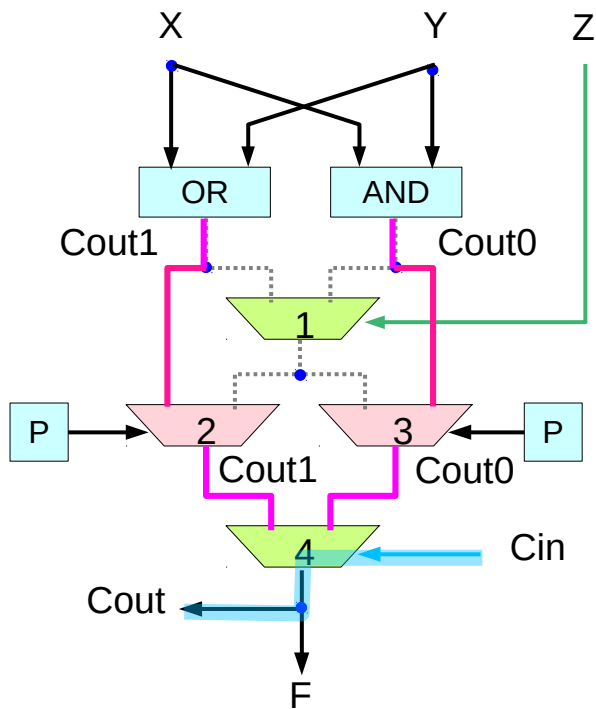 X Y Z
OR AND
Cout1 Cout0
1
P 2 3 P
Cout1 Cout0
4 Cin
Cout
F